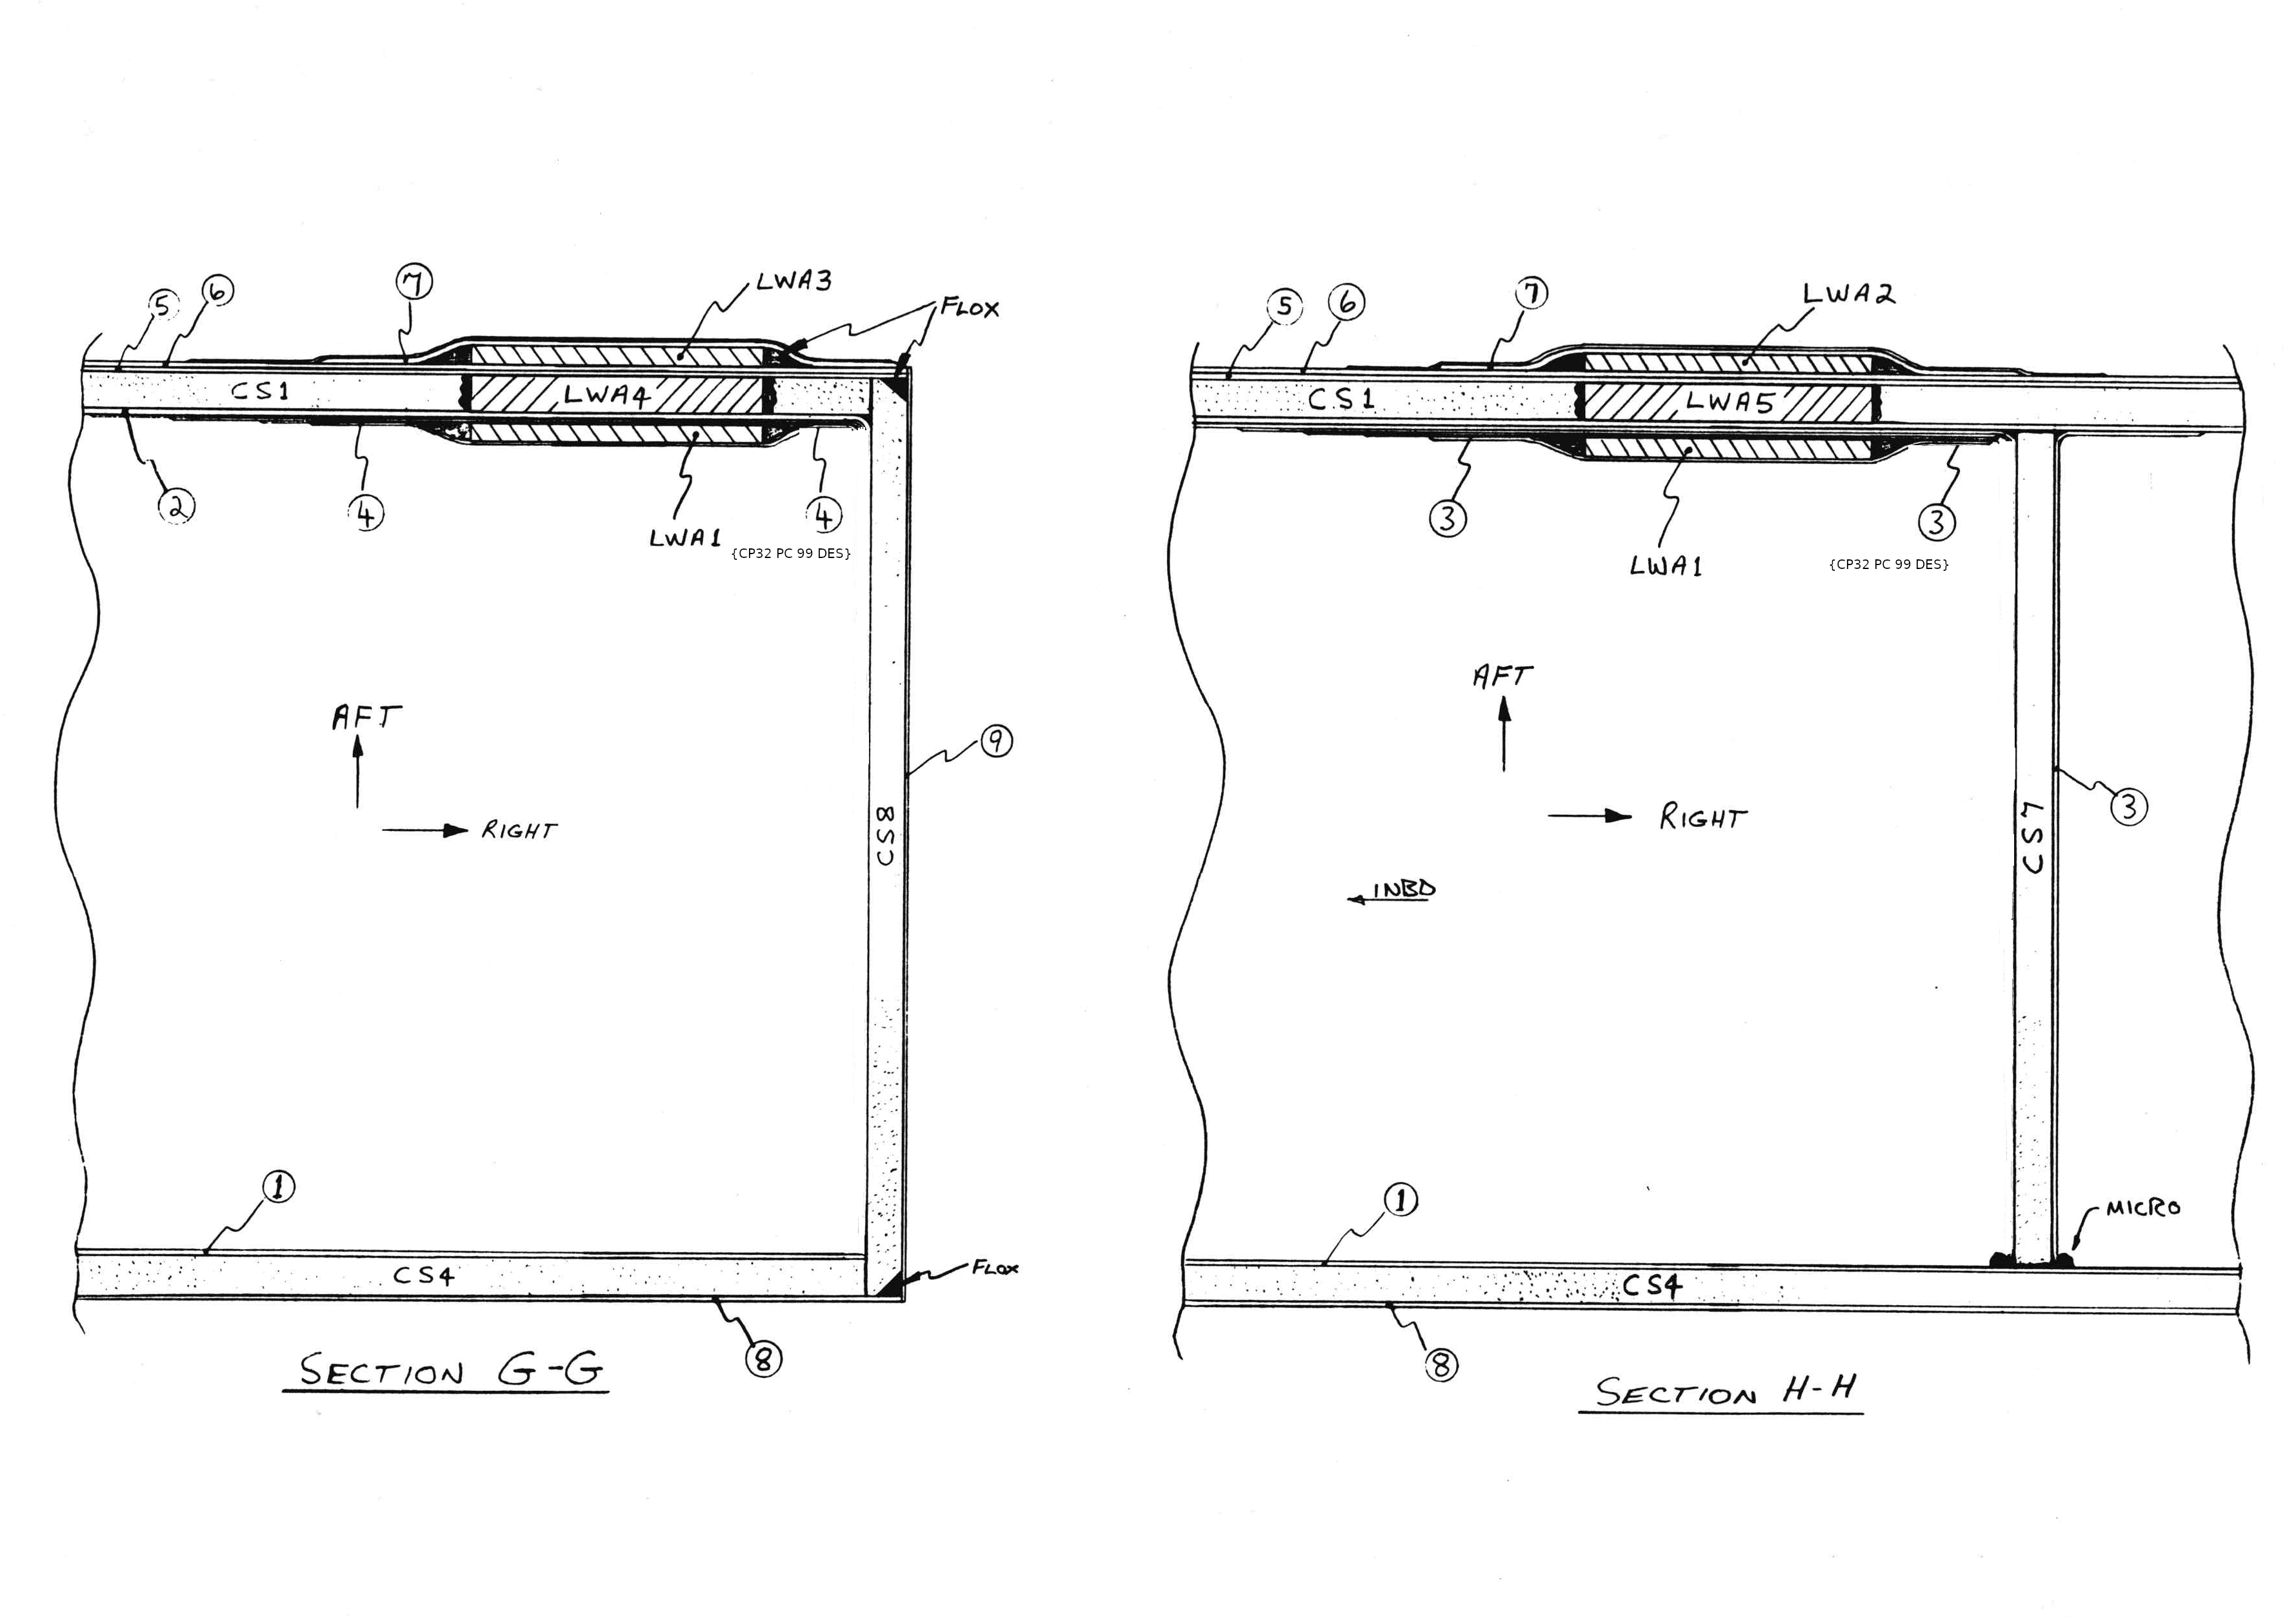 5
6
7
LWA3
FLOX
CS1
LWA4
2
4
4
LWA1
{CP32 PC 99 DES}
AFT
RIGHT
9
CS8
1
CS4
FLOX
8
SECTION G-G
5
6
7
LWA2
CS1
LWA5
3
3
LWA1
{CP32 PC 99 DES}
AFT
RIGHT
INBD
3
CS7
1
MICRO
CS4
8
SECTION H-H